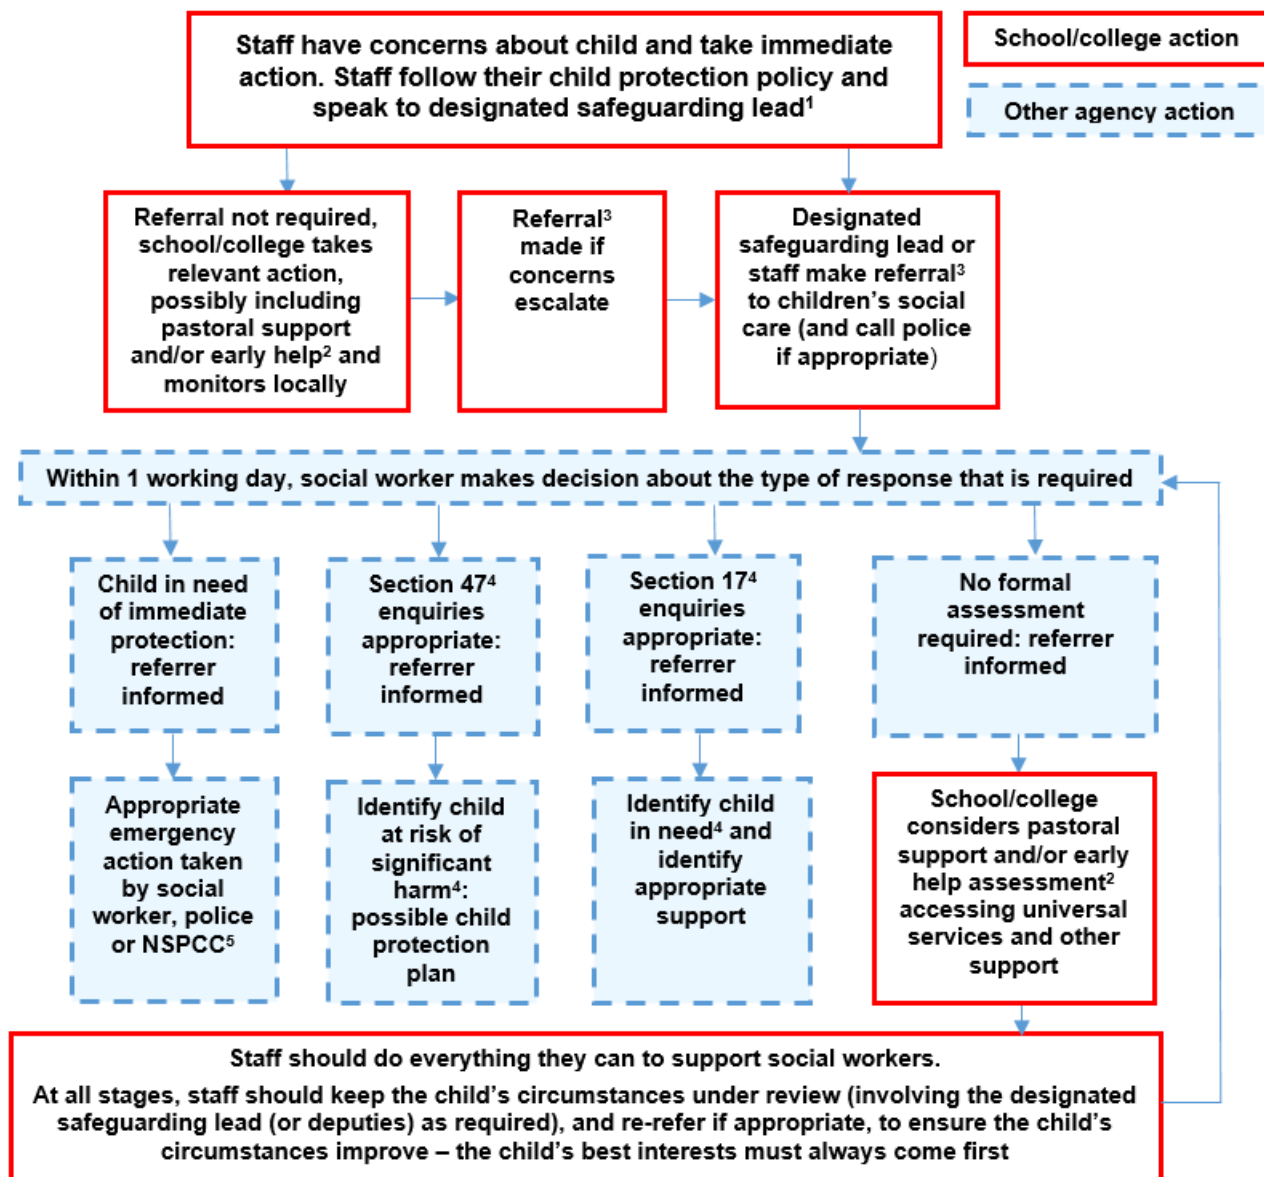 Staff have concerns about child and take immediate
action. Staff follow their child protection policy and
speak to designated safeguarding lead¹
School/college action
Other agency action
Referral not required,
school/college takes
relevant action,
possibly including
pastoral support
and/or early help² and
monitors locally
Referral³
made if
concerns
escalate
Designated
safeguarding lead or
staff make referral³
to children’s social
care (and call police
if appropriate)
Within 1 working day, social worker makes decision about the type of response that is required
Child in need
of immediate
protection:
referrer
informed
Section 47⁴
enquiries
appropriate:
referrer
informed
Section 17⁴
enquiries
appropriate:
referrer
informed
No formal
assessment
required: referrer
informed
Appropriate
emergency
action taken
by social
worker, police
or NSPCC⁵
Identify child
at risk of
significant
harm⁴:
possible child
protection
plan
Identify child
in need⁴ and
identify
appropriate
support
School/college
considers pastoral
support and/or early
help assessment²
accessing universal
services and other
support
Staff should do everything they can to support social workers.
At all stages, staff should keep the child’s circumstances under review (involving the designated
safeguarding lead (or deputies) as required), and re-refer if appropriate, to ensure the child’s
circumstances improve – the child’s best interests must always come first